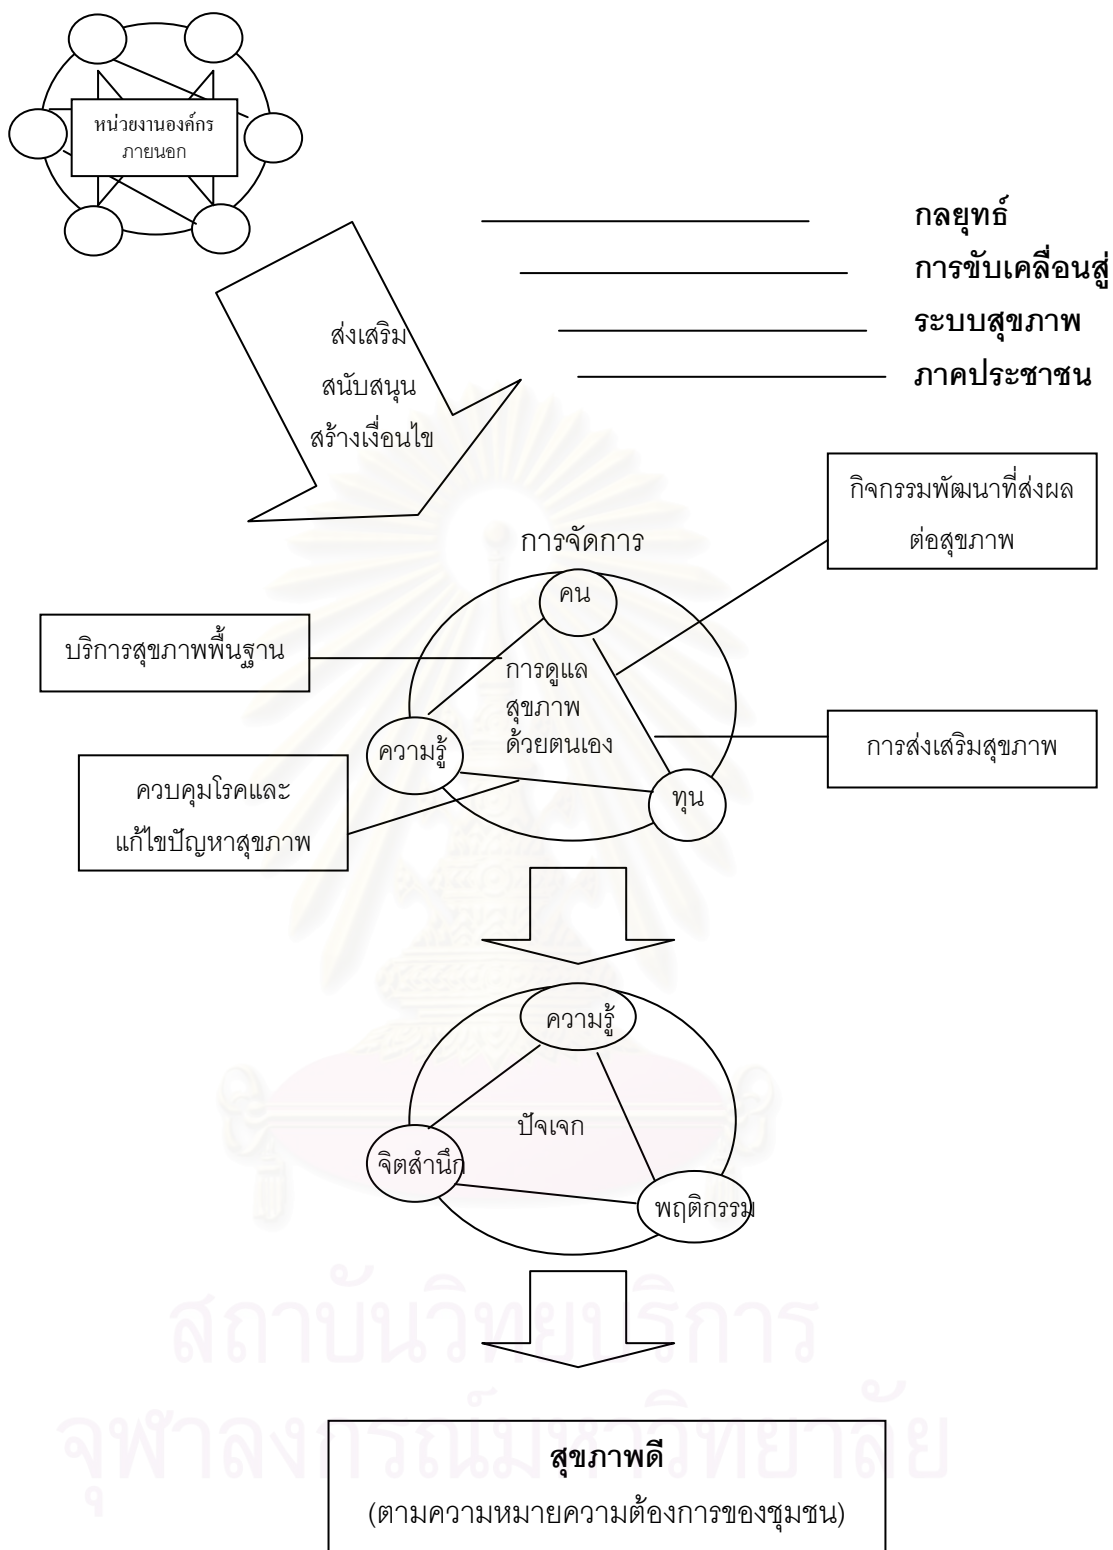 หน่วยงานองค์กร
ภายนอก
กลยุทธ์
การขับเคลื่อนสู่
ระบบสุขภาพ
ภาคประชาชน
ส่งเสริม
สนับสนุน
สร้างเงื่อนไข
กิจกรรมพัฒนาที่ส่งผล
ต่อสุขภาพ
การจัดการ
คน
บริการสุขภาพพื้นฐาน
การดูแล
สุขภาพ
ด้วยตนเอง
ความรู้
การส่งเสริมสุขภาพ
ทุน
ควบคุมโรคและ
แก้ไขปัญหาสุขภาพ
ความรู้
ปัจเจก
จิตสำนึก
พฤติกรรม
สถาบันวิทยบริการ
จุฬาลงกรณ์มหาวิทยาลัย
สุขภาพดี
(ตามความหมายความต้องการของชุมชน)